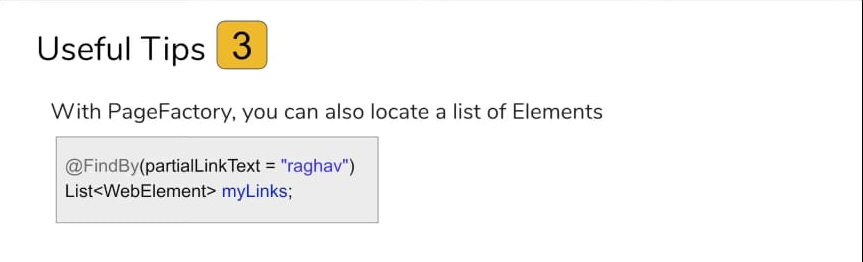 Useful Tips 3
With PageFactory, you can also locate a list of Elements
@FindBy(partialLinkText = "raghav")
List<WebElement> myLinks;